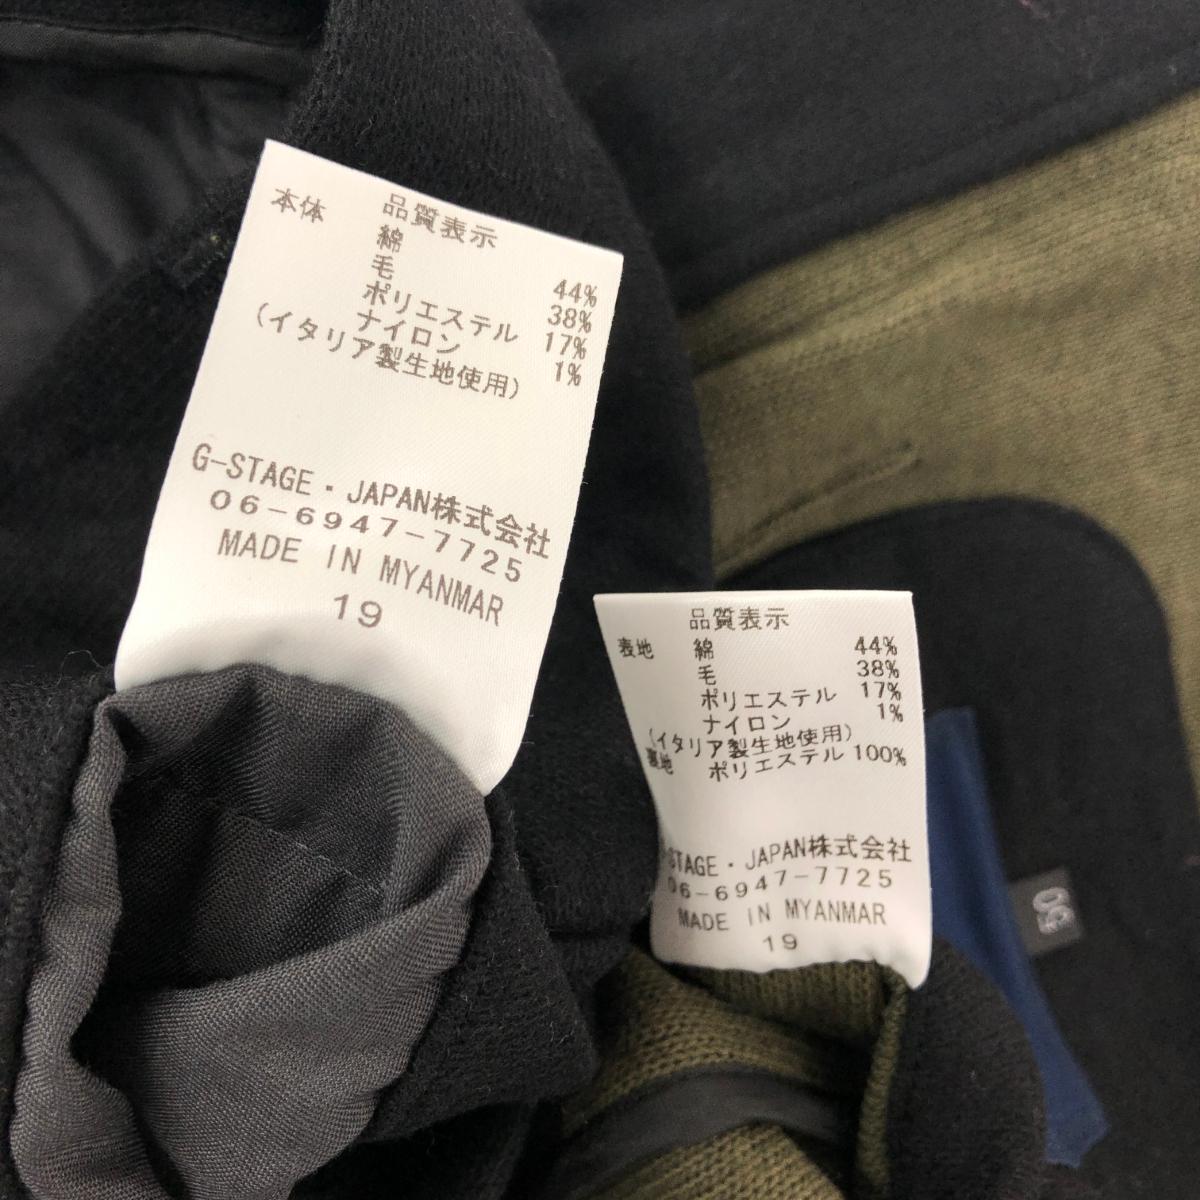 品質表示
本体 綿 44%
毛 38%
ポリエステル 17%
ナイロン 1%
(イタリア製生地使用)
G-STAGE・JAPAN株式会社
06-6947-7725
MADE IN MYANMAR
19
品質表示
表地 綿 44%
毛 38%
ポリエステル 17%
ナイロン 1%
(イタリア製生地使用)
裏地 ポリエステル 100%
G-STAGE・JAPAN株式会社
06-6947-7725
MADE IN MYANMAR
19
50